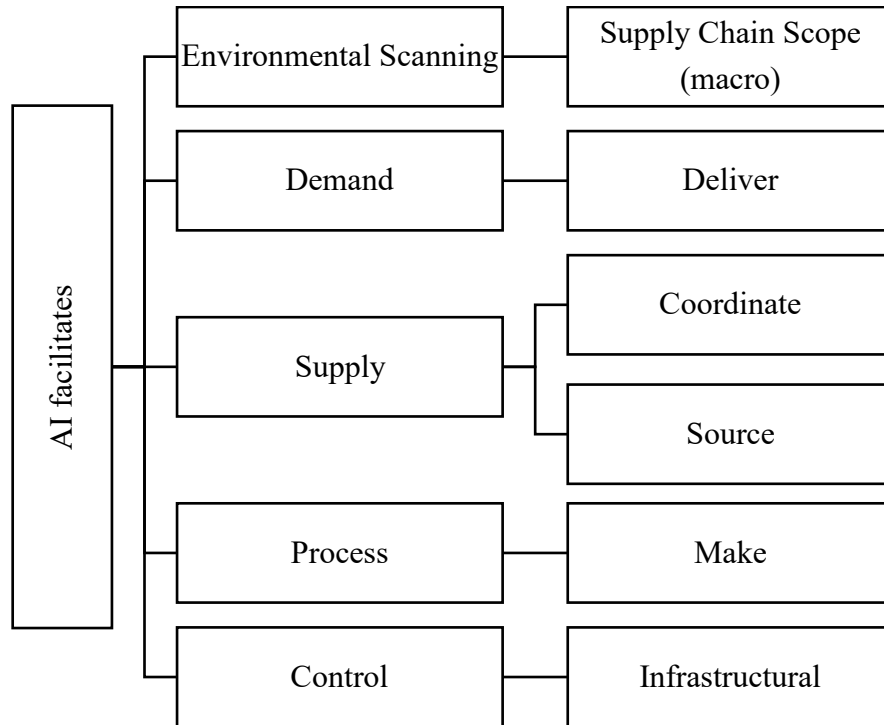 AI facilitates
Environmental Scanning
Supply Chain Scope
(macro)
Demand
Deliver
Supply
Coordinate
Source
Process
Make
Control
Infrastructural